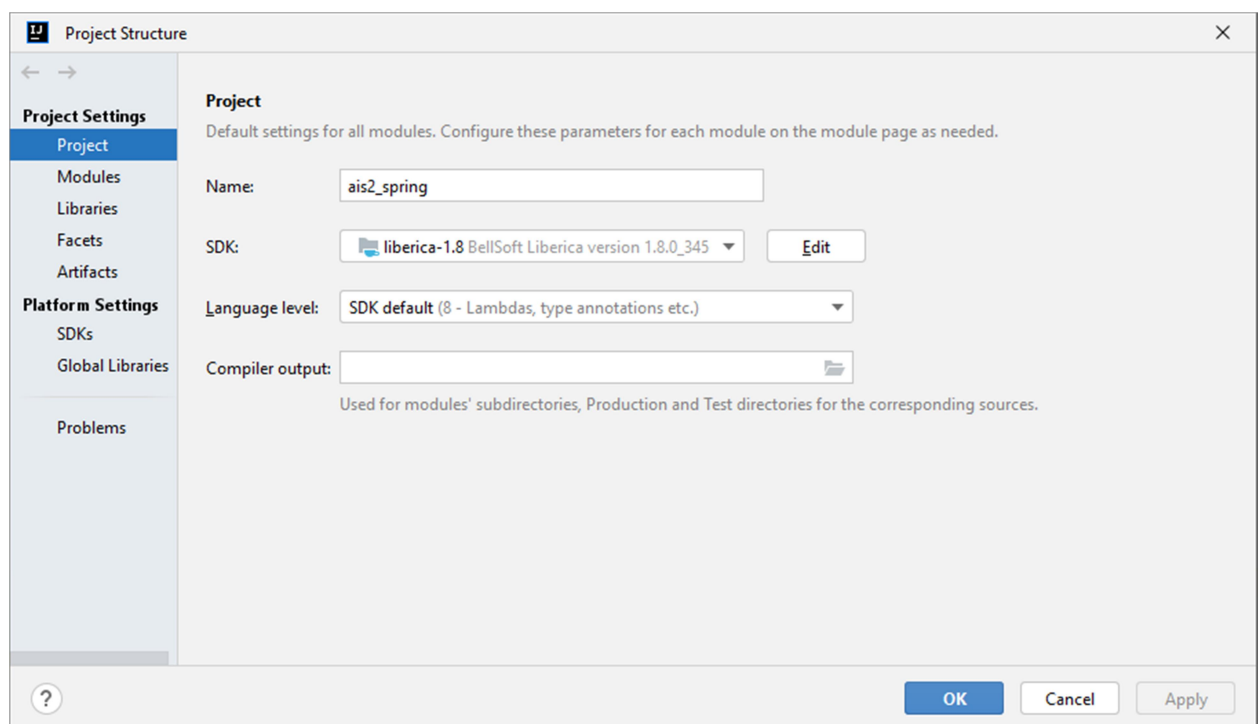 IJ
Project Structure
Project Settings
Project
Modules
Libraries
Facets
Artifacts
Platform Settings
SDKs
Global Libraries
Problems
Project
Default settings for all modules. Configure these parameters for each module on the module page as needed.
Name: ais2_spring
SDK: liberica-1.8 BellSoft Liberica version 1.8.0_345 Edit
Language level: SDK default (8 - Lambdas, type annotations etc.)
Compiler output:
Used for modules' subdirectories, Production and Test directories for the corresponding sources.
? OK Cancel Apply